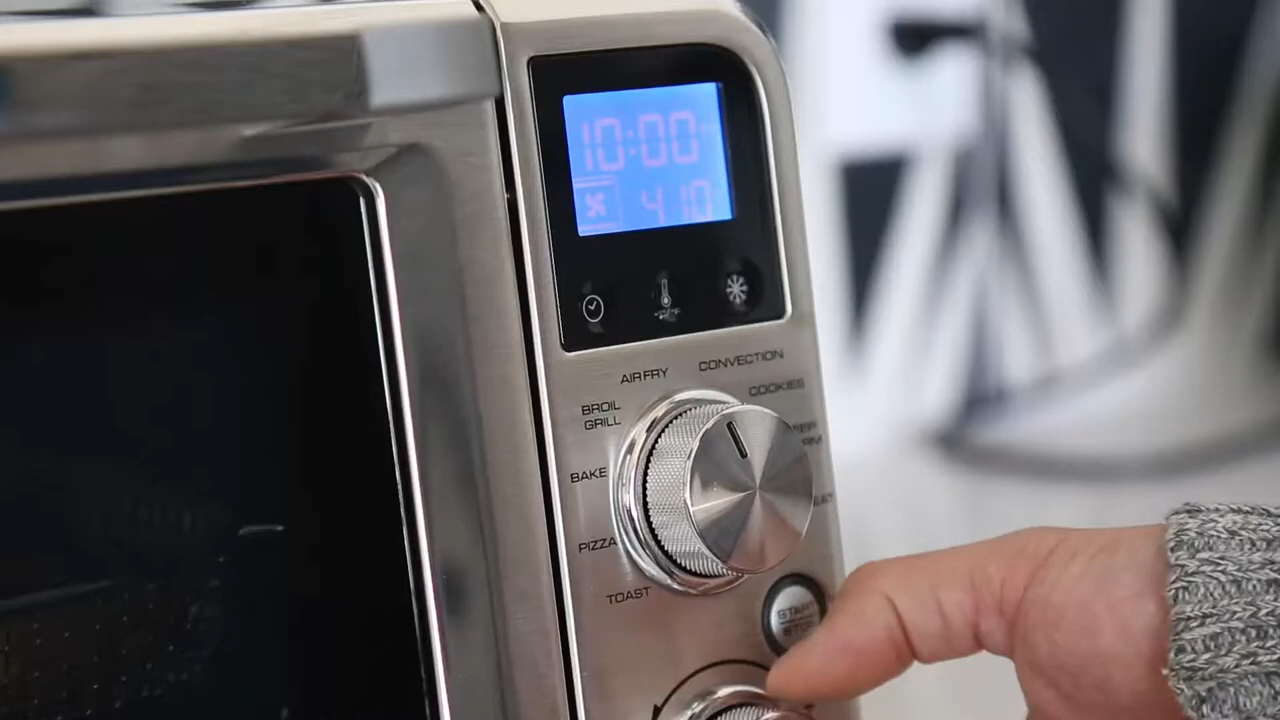 10:00
410
AIR FRY
CONVECTION
COOKIES
BROIL
GRILL
BAKE
PIZZA
TOAST
START
STOP